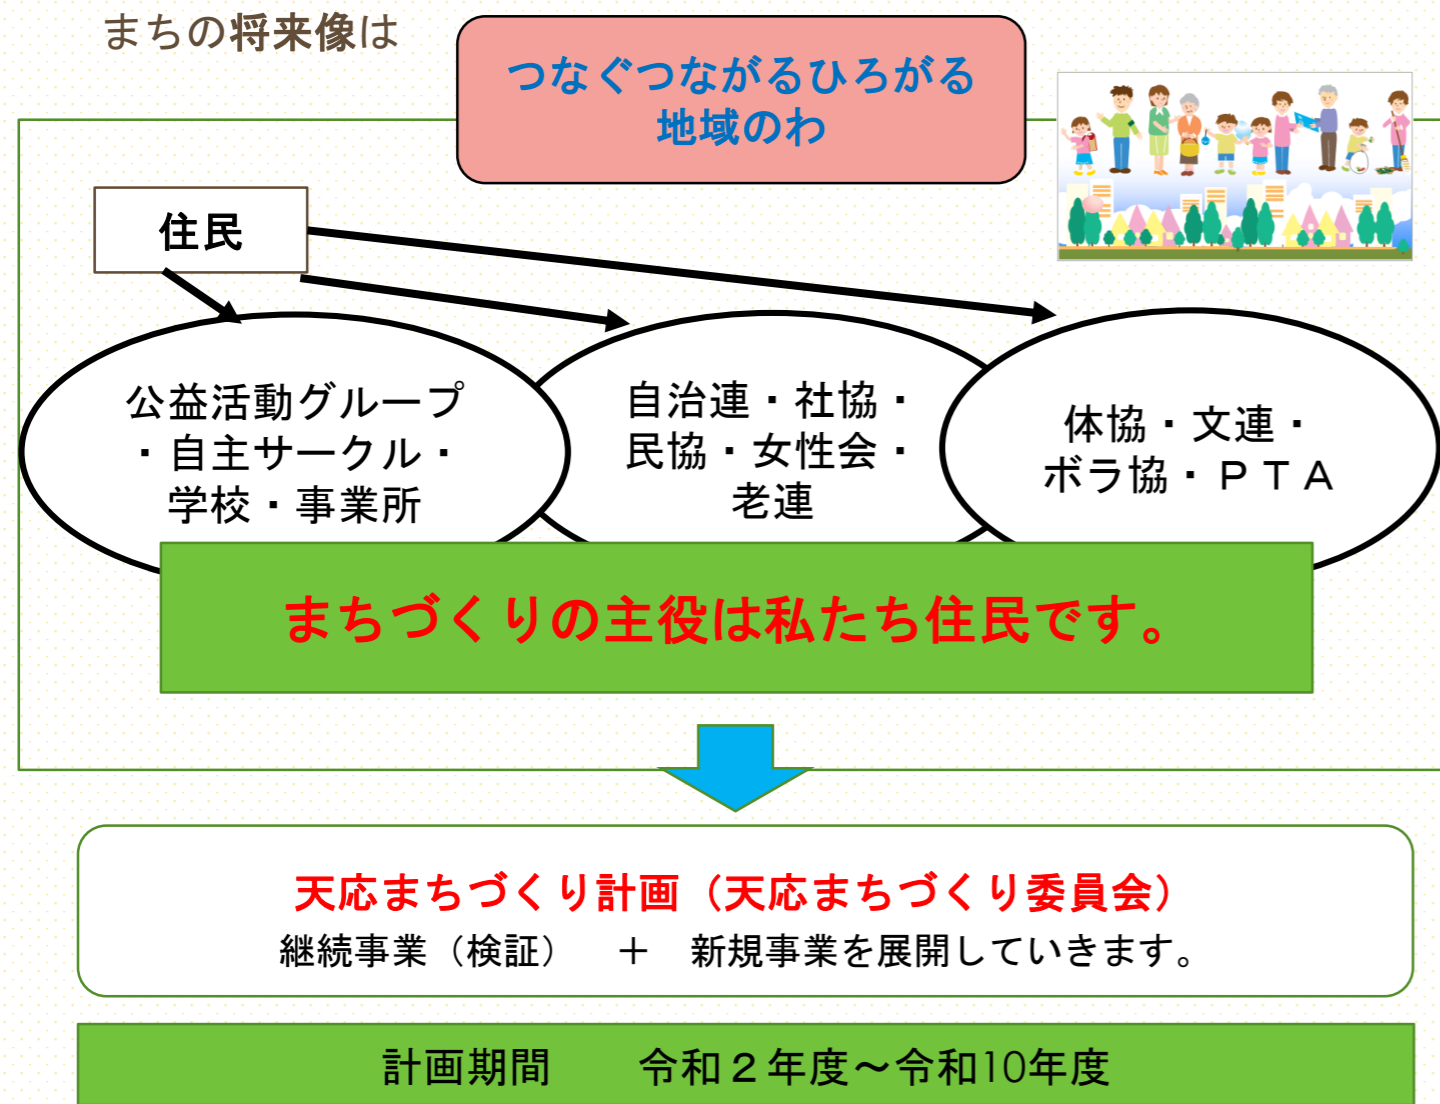 まちの将来像は
つなぐつながるひろがる
地域のわ
住民
公益活動グループ
・自主サークル・
学校・事業所
自治連・社協・
民協・女性会・
老連
体協・文連・
ボラ協・ＰＴＡ
まちづくりの主役は私たち住民です。
天応まちづくり計画（天応まちづくり委員会）
継続事業（検証）　＋　新規事業を展開していきます。
計画期間　　令和２年度～令和10年度